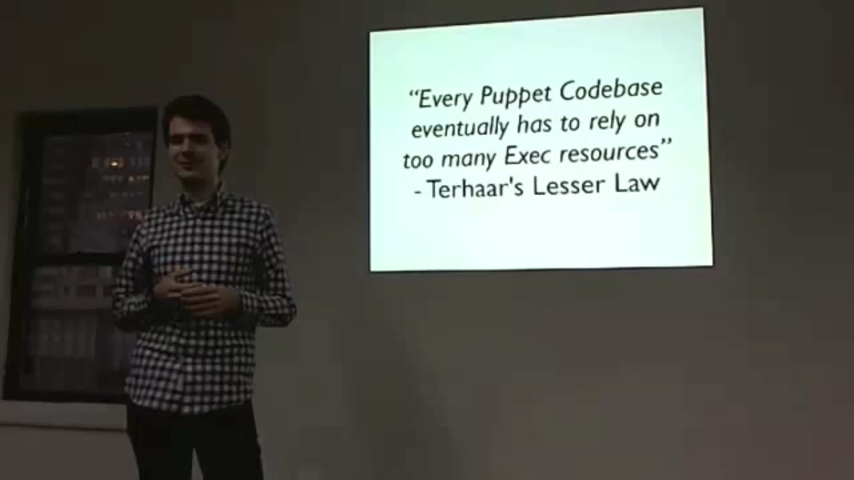 “Every Puppet Codebase
eventually has to rely on
too many Exec resources”
- Terhaar's Lesser Law